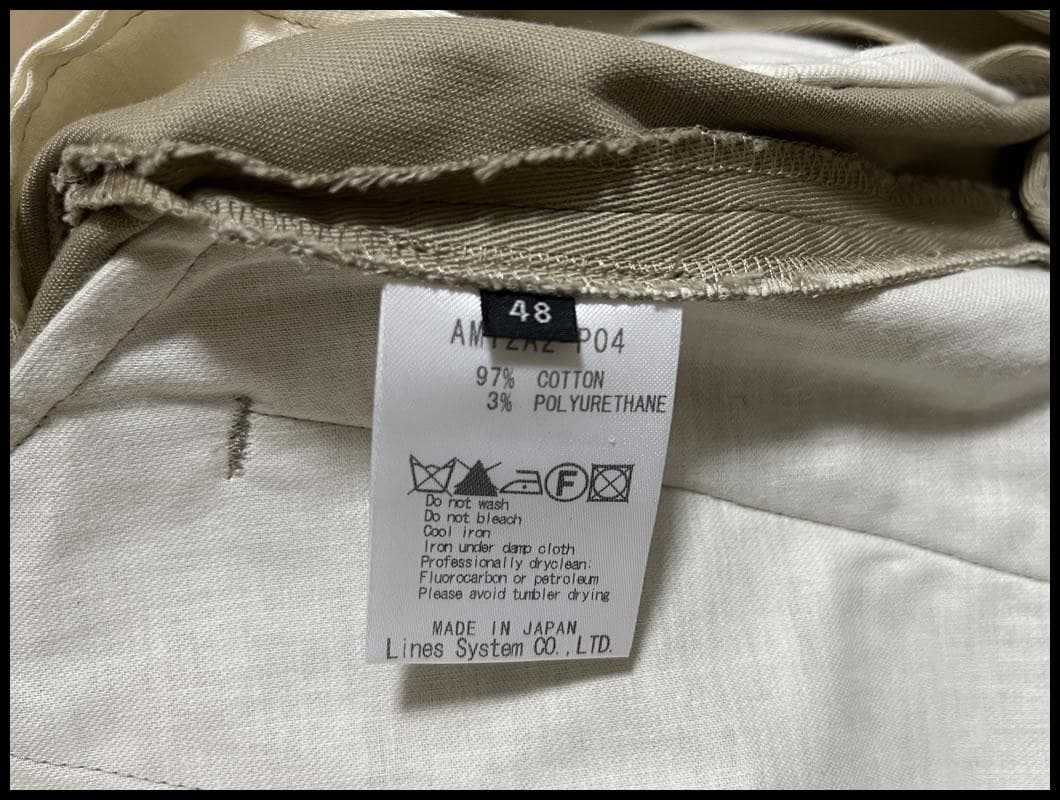 48
P04
97% COTTON
3% POLYURETHANE
F
Do not wash
Do not bleach
Cool iron
Iron under damp cloth
Professionally dryclean:
Fluorocarbon or petroleum
Please avoid tumbler drying
MADE IN JAPAN
Lines System CO.,LTD.